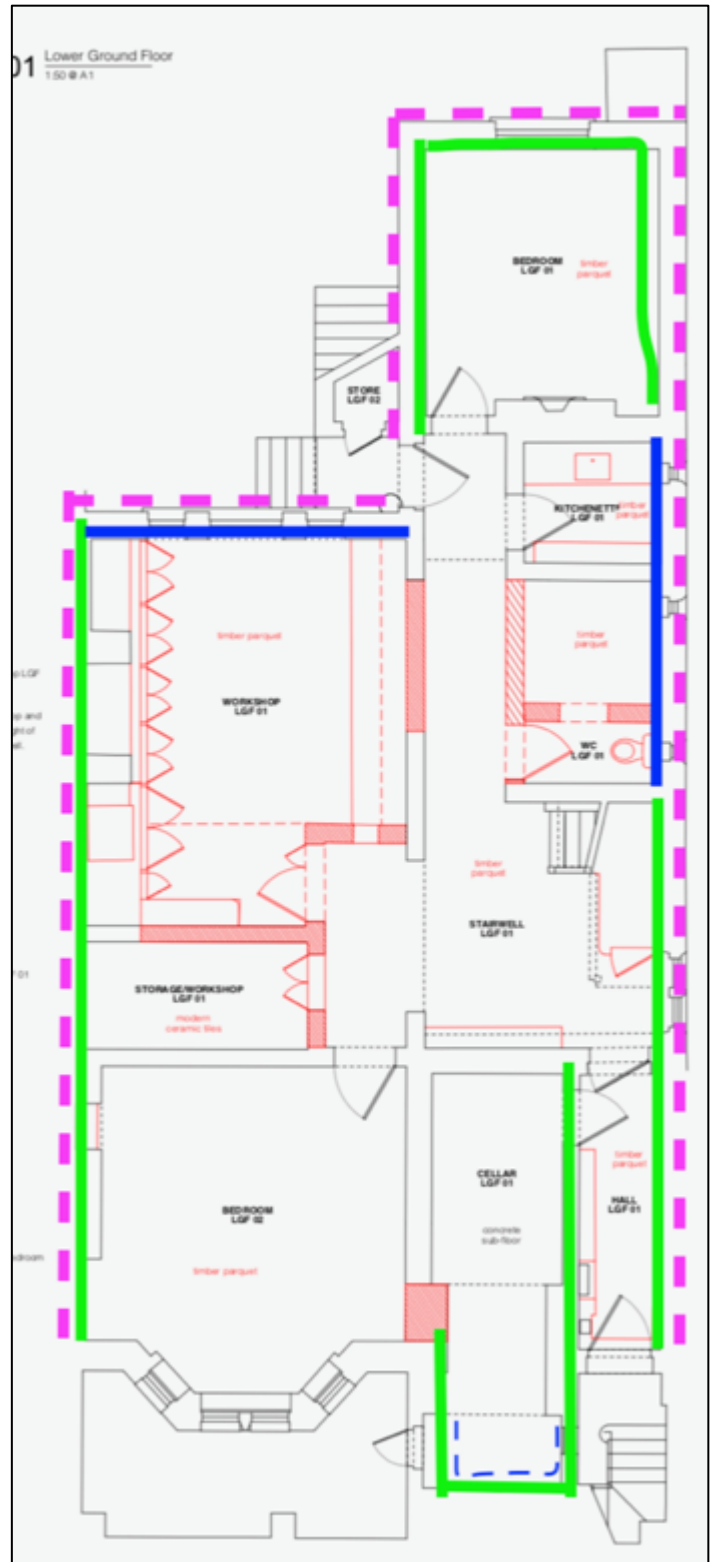 01 Lower Ground Floor
1:50 @ A1
BEDROOM
LGF 01
timber
parquet
STORE
LGF 02
KITCHENETTE
LGF 01
timber
parquet
timber parquet
timber
parquet
WORKSHOP
LGF 01
WC
LGF 01
timber
parquet
STAIRWELL
LGF 01
STORAGE/WORKSHOP
LGF 01
modern
ceramic tiles
CELLAR
LGF 01
timber
parquet
HALL
LGF 01
BEDROOM
LGF 02
concrete
sub-floor
timber parquet